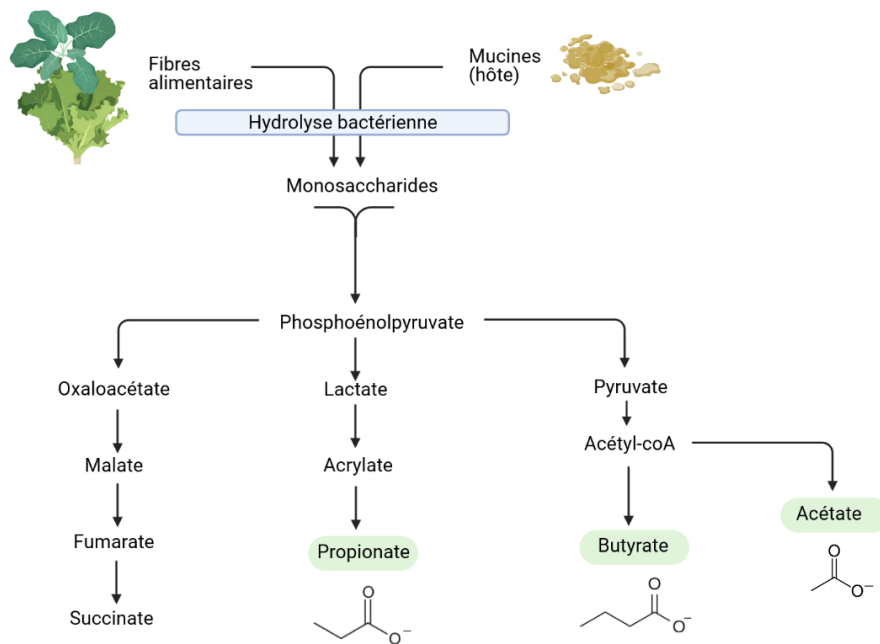 Fibres
alimentaires
Mucines
(hôte)
Hydrolyse bactérienne
Monosaccharides
Phosphoénolpyruvate
Oxaloacétate
Lactate
Pyruvate
Malate
Acrylate
Acétyl-coA
Fumarate
Propionate
Butyrate
Acétate
Succinate
O
O−
O
O−
O
O−